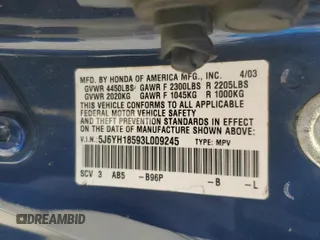 MFD. BY HONDA OF AMERICA MFG., INC. 4/03
GVWR 4450LBS GAWR F 2300LBS R 2205LBS
GVWR 2020KG GAWR F 1045KG R 1000KG
THIS VEHICLE CONFORMS TO ALL APPLICABLE
FEDERAL MOTOR VEHICLE SAFETY
AND THEFT PREVENTION STANDARDS IN EFFECT ON
THE DATE OF MANUFACTURE SHOWN ABOVE.
V.I.N. 5J6YH18593L009245 TYPE: MPV
SCV 3 AB5 -B96P -B -L